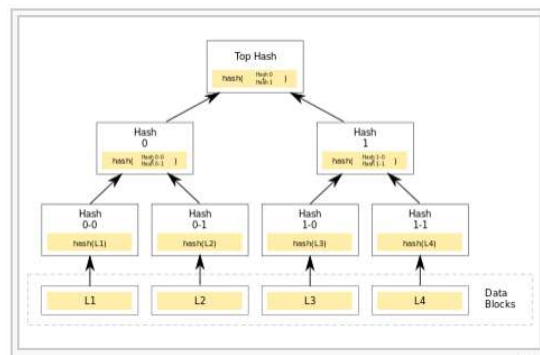 Top Hash
hash( Hash 0
+
Hash 1 )
Hash
0
hash( Hash 0-0
+
Hash 0-1 )
Hash
1
hash( Hash 1-0
+
Hash 1-1 )
Hash
0-0
hash(L1)
Hash
0-1
hash(L2)
Hash
1-0
hash(L3)
Hash
1-1
hash(L4)
L1
L2
L3
L4
Data
Blocks